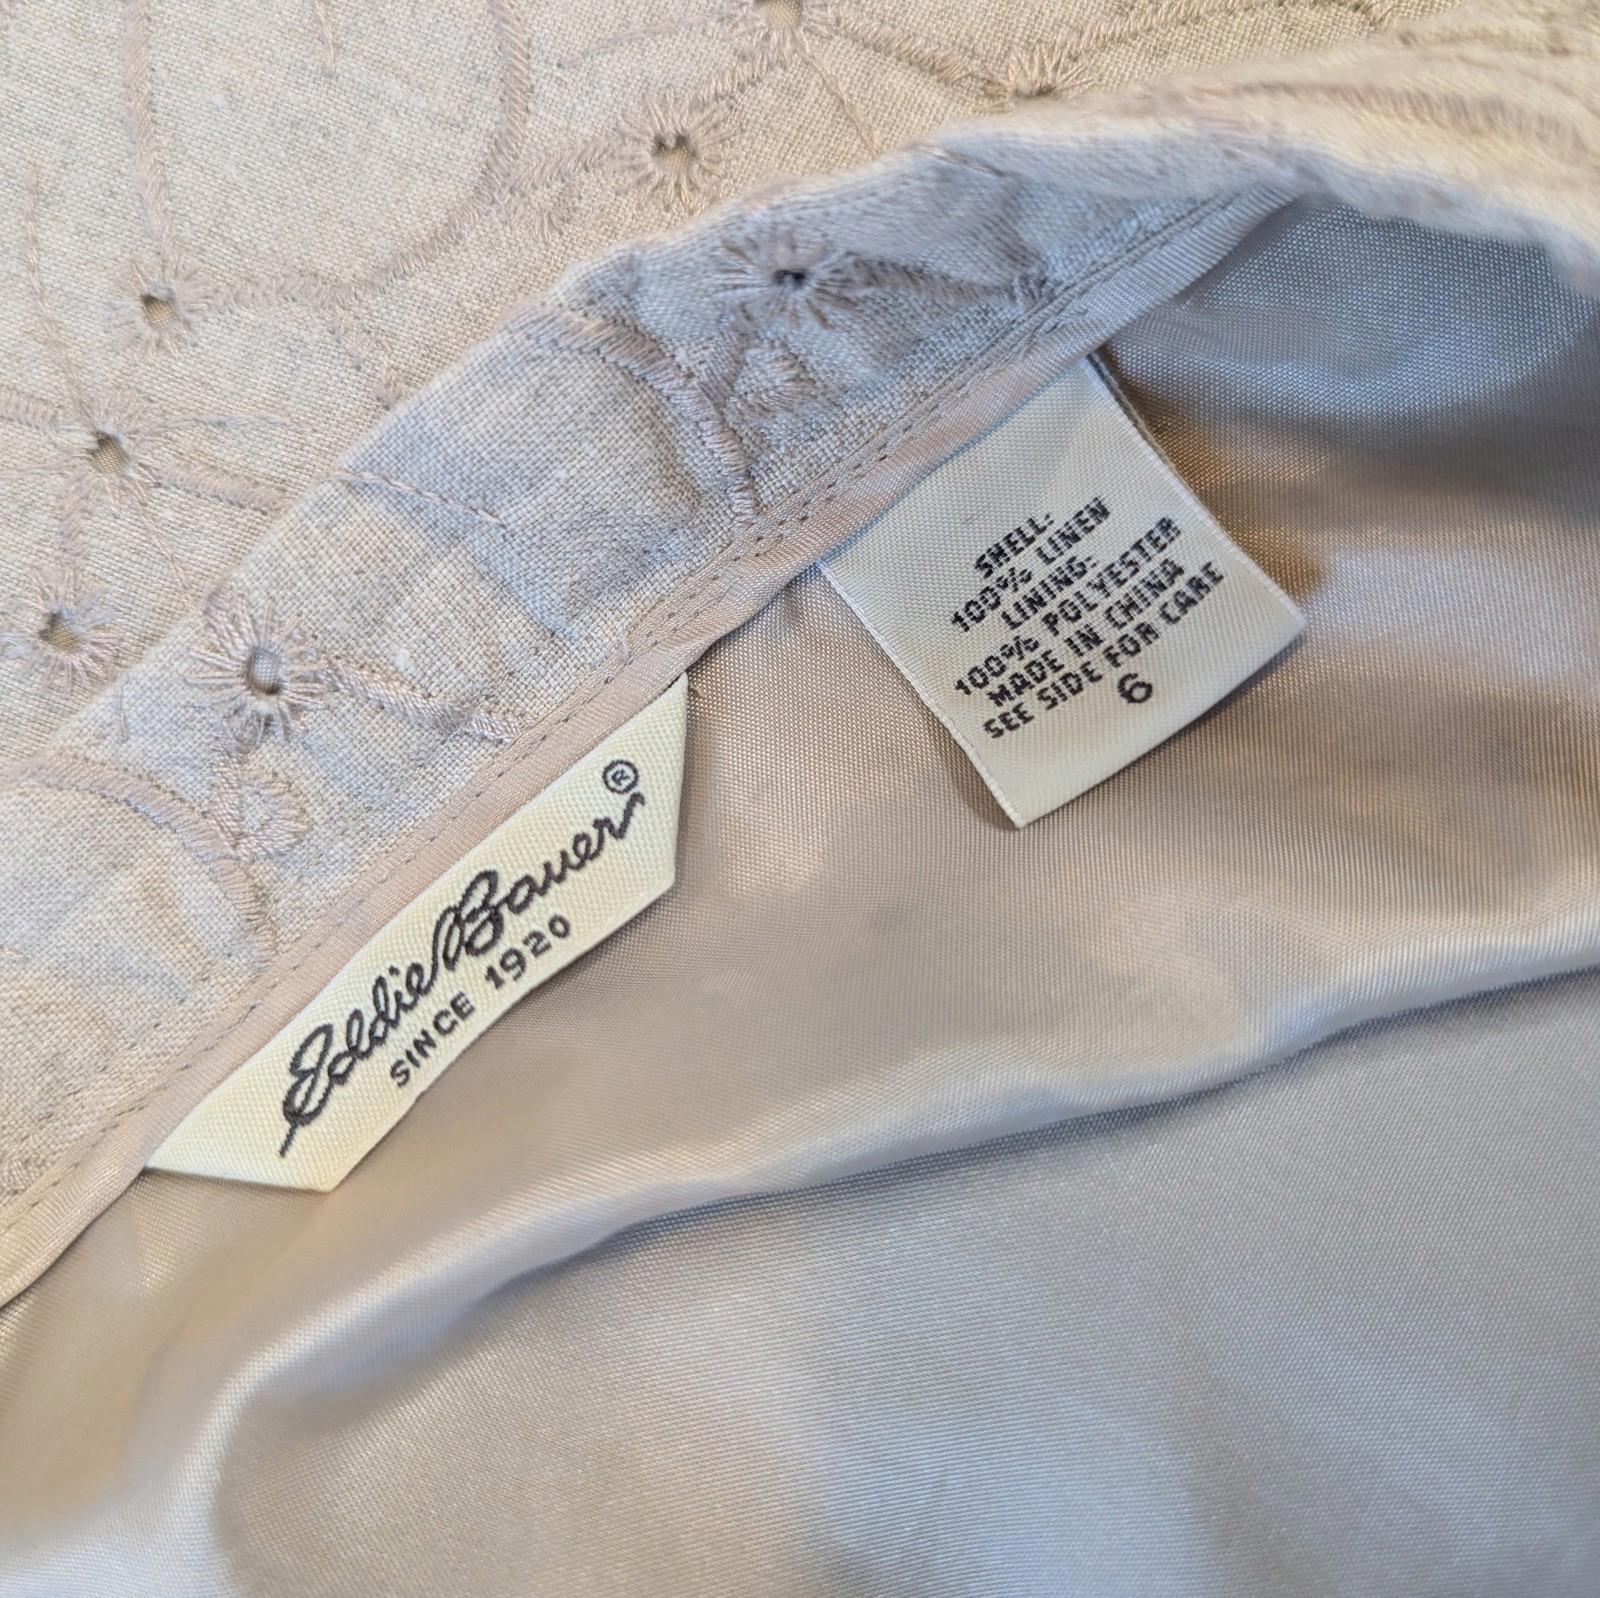 Eddie Bauer®
SINCE 1920
SHELL:
100% LINEN
LINING:
100% POLYESTER
MADE IN CHINA
SEE SIDE FOR CARE
6